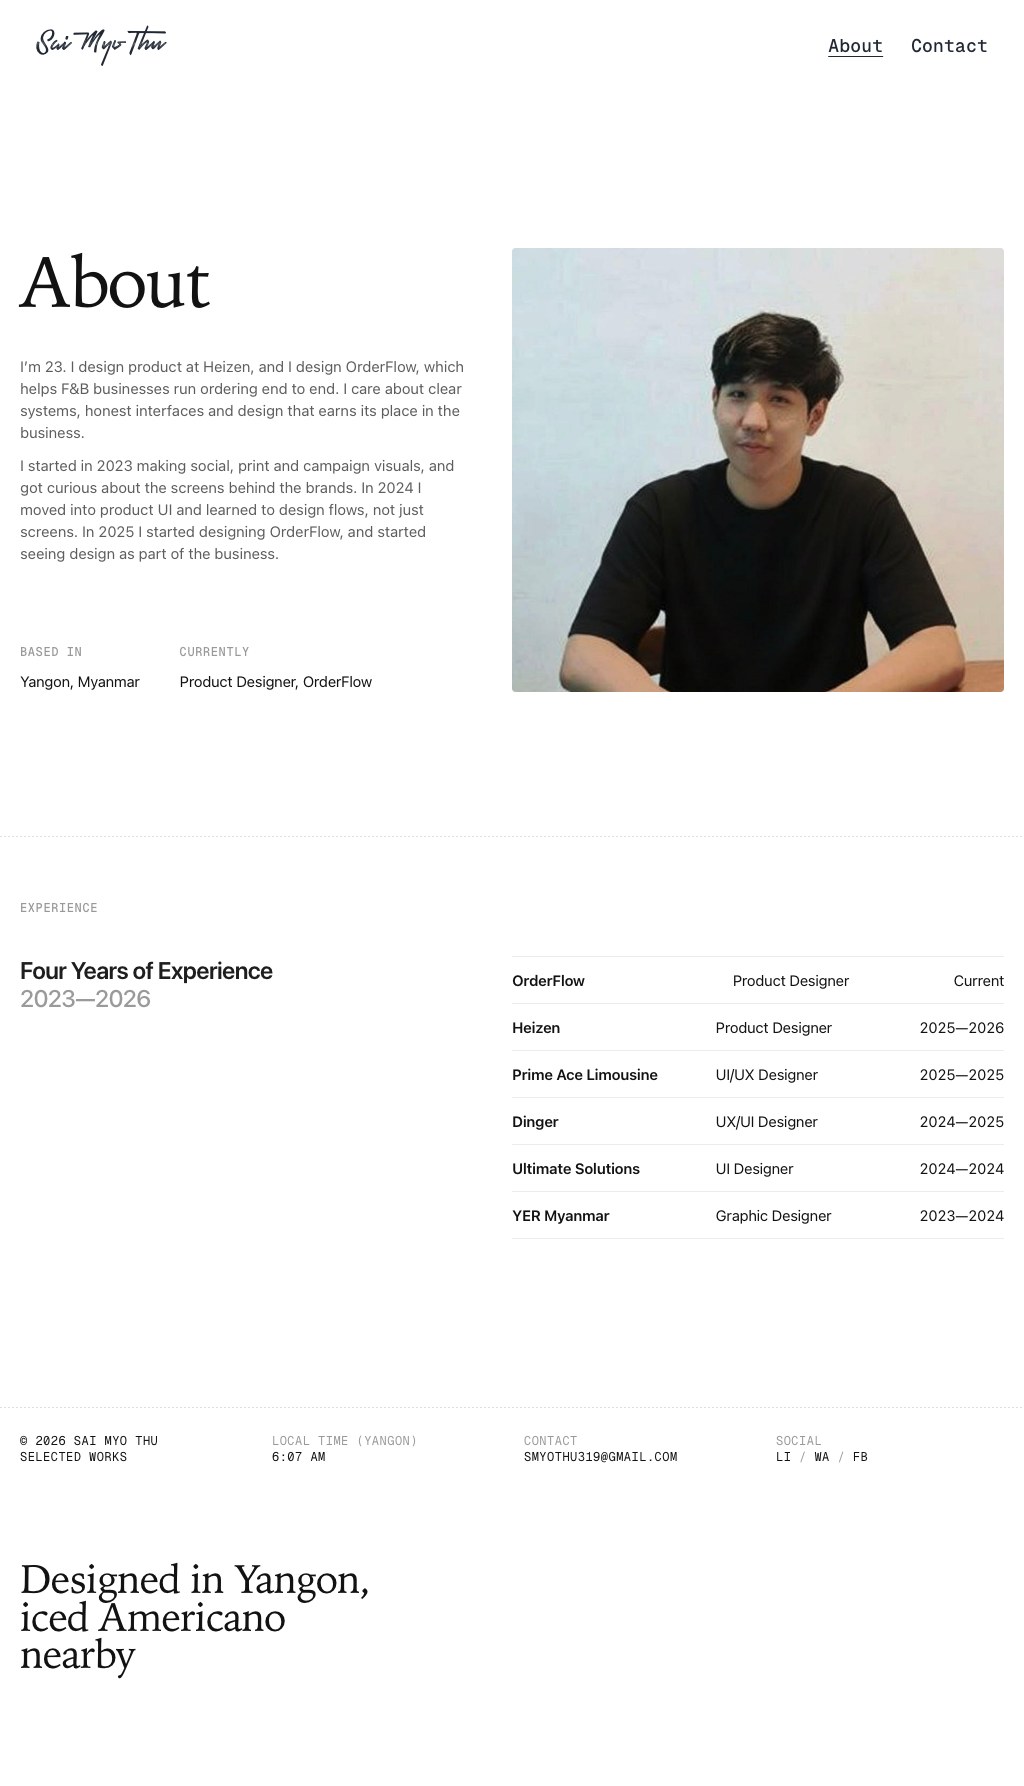 Sai Myo Thu
About Contact
About
I’m 23. I design product at Heizen, and I design OrderFlow, which
helps F&B businesses run ordering end to end. I care about clear
systems, honest interfaces and design that earns its place in the
business.
I started in 2023 making social, print and campaign visuals, and
got curious about the screens behind the brands. In 2024 I
moved into product UI and learned to design flows, not just
screens. In 2025 I started designing OrderFlow, and started
seeing design as part of the business.
BASED IN CURRENTLY
Yangon, Myanmar Product Designer, OrderFlow
EXPERIENCE
Four Years of Experience
2023—2026
OrderFlow Product Designer Current
Heizen Product Designer 2025—2026
Prime Ace Limousine UI/UX Designer 2025—2025
Dinger UX/UI Designer 2024—2025
Ultimate Solutions UI Designer 2024—2024
YER Myanmar Graphic Designer 2023—2024
© 2026 SAI MYO THU LOCAL TIME (YANGON) CONTACT SOCIAL
SELECTED WORKS 6:07 AM SMYOTHU319@GMAIL.COM LI / WA / FB
Designed in Yangon,
iced Americano
nearby